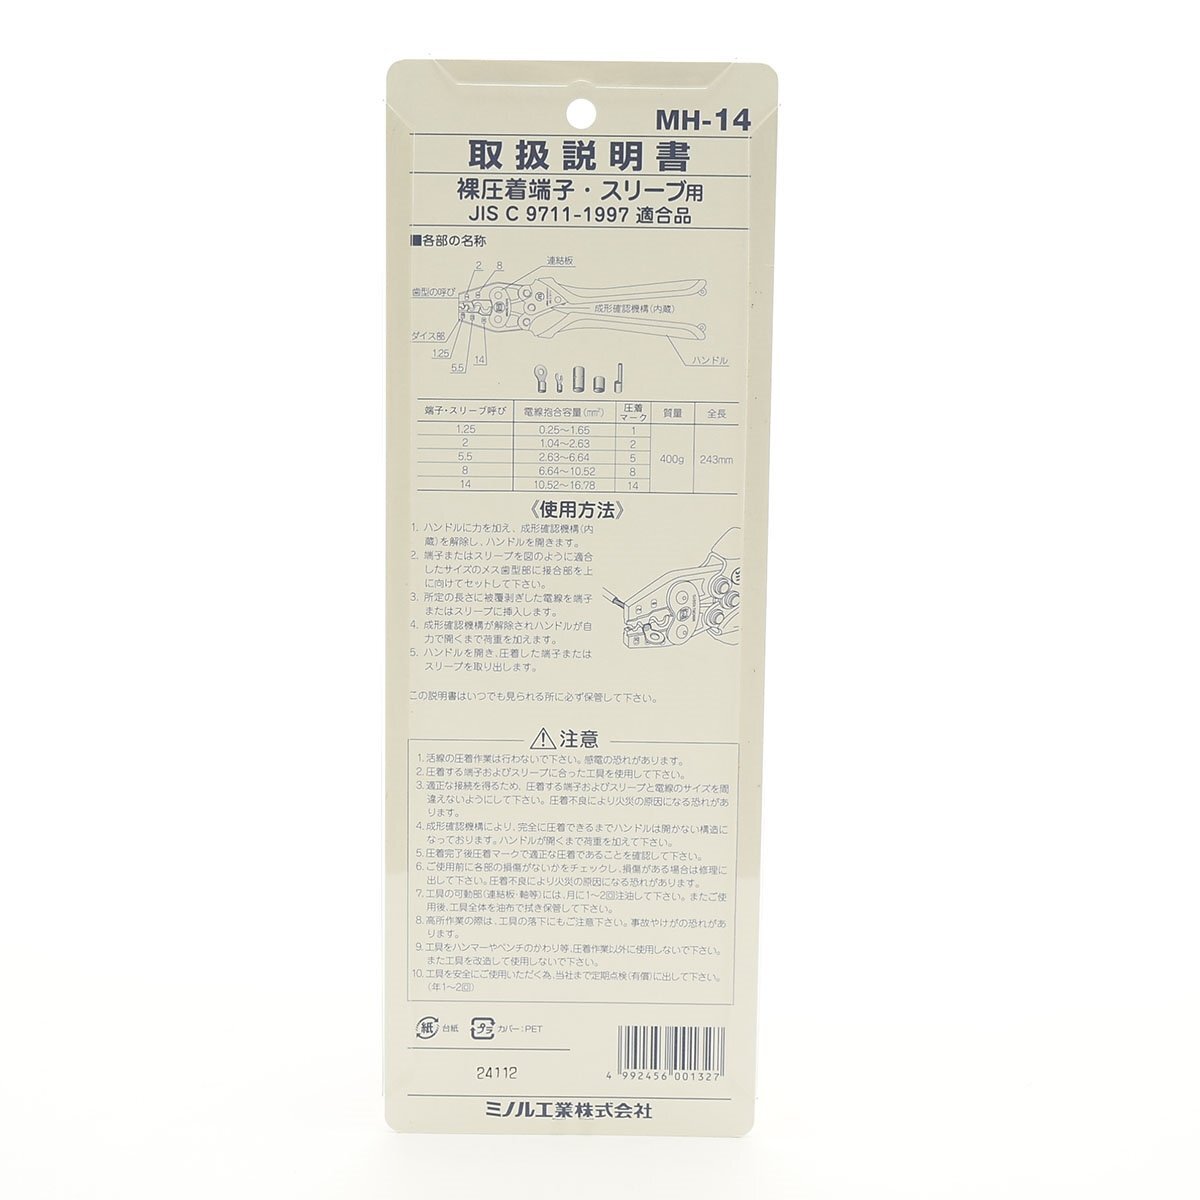 MH-14
取扱説明書
裸圧着端子・スリーブ用
JIS C 9711-1997 適合品
■各部の名称
2 8 連結板
歯型の呼び
成形確認機構(内蔵)
ダイス部
1.25
5.5
14
ハンドル
端子・スリーブ呼び 電線抱合容量(mm²) 圧着マーク 質量 全長
1.25 0.25〜1.65 1
2 1.04〜2.63 2
5.5 2.63〜6.64 5 400g 243mm
8 6.64〜10.52 8
14 10.52〜16.78 14
《使用方法》
1. ハンドルに力を加え、成形確認機構(内
蔵)を解除し、ハンドルを開きます。
2. 端子またはスリーブを図のように適合
したサイズのメス歯型部に接合部を上
に向けてセットして下さい。
3. 所定の長さに被覆剥ぎした電線を端子
またはスリーブに挿入します。
4. 成形確認機構が解除されハンドルが自
力で開くまで荷重を加えます。
5. ハンドルを開き、圧着した端子または
スリーブを取り出します。
この説明書はいつでも見られる所に必ず保管して下さい。
注意
1. 活線の圧着作業は行わないで下さい。感電の恐れがあります。
2. 圧着する端子およびスリーブに合った工具を使用して下さい。
3. 適正な接続を得るため、圧着する端子およびスリーブと電線のサイズを間
違えないようにして下さい。圧着不良により火災の原因になる恐れがあ
ります。
4. 成形確認機構により、完全に圧着できるまでハンドルは開かない構造に
なっております。ハンドルが開くまで荷重を加えて下さい。
5. 圧着完了後圧着マークで適正な圧着であることを確認して下さい。
6. ご使用前に各部の損傷がないかをチェックし、損傷がある場合は修理に
出して下さい。圧着不良により火災の原因になる恐れがあります。
7. 工具の可動部(連結板・軸等)には、月に1〜2回注油して下さい。またご使
用後、工具全体を油布で拭き保管して下さい。
8. 高所作業の際は、工具の落下にもご注意下さい。事故やけがの恐れがあ
ります。
9. 工具をハンマーやペンチのかわり等、圧着作業以外に使用しないで下さい。
また工具を改造して使用しないで下さい。
10. 工具を安全にご使用いただく為、当社まで定期点検(有償)に出して下さい。
(年1〜2回)
紙 台紙 プラ カバー:PET
24112
4 992456 001327
ミノル工業株式会社